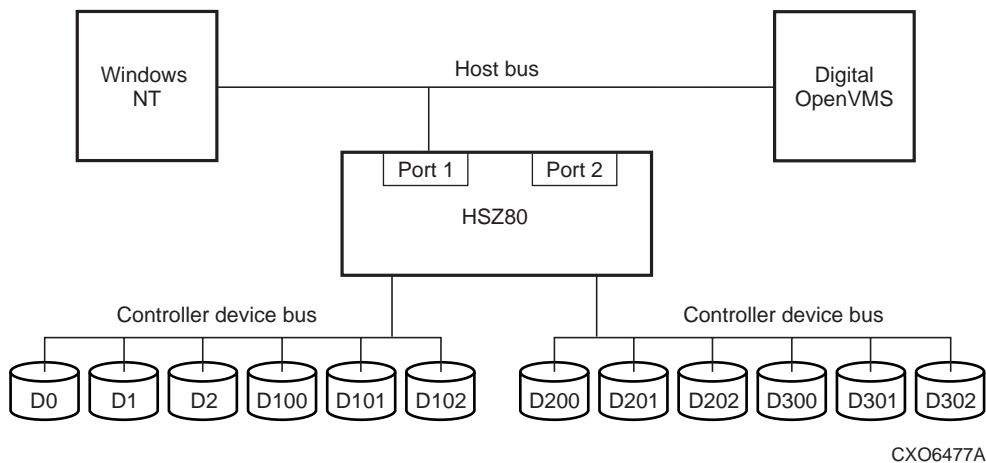 Windows
NT
Host bus
Digital
OpenVMS
Port 1
Port 2
HSZ80
Controller device bus
Controller device bus
D0
D1
D2
D100
D101
D102
D200
D201
D202
D300
D301
D302
CXO6477A